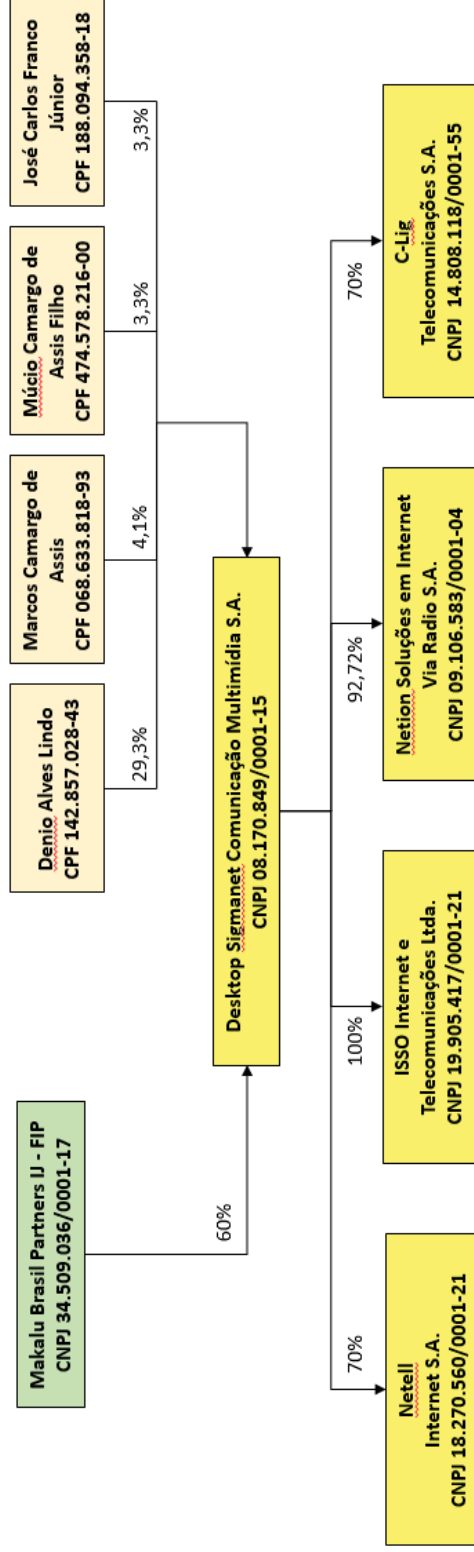 Makalu Brasil Partners IJ - FIP
CNPJ 34.509.036/0001-17
Denio Alves Lindo
CPF 142.857.028-43
Marcos Camargo de
Assis
CPF 068.633.818-93
Múcio Camargo de
Assis Filho
CPF 474.578.216-00
José Carlos Franco
Júnior
CPF 188.094.358-18
60%
29,3%
4,1%
3,3%
3,3%
Desktop Sigmanet Comunicação Multimídia S.A.
CNPJ 08.170.849/0001-15
70%
100%
92,72%
70%
Netell
Internet S.A.
CNPJ 18.270.560/0001-21
ISSO Internet e
Telecomunicações Ltda.
CNPJ 19.905.417/0001-21
Netion Soluções em Internet
Via Radio S.A.
CNPJ 09.106.583/0001-04
C-Lig
Telecomunicações S.A.
CNPJ 14.808.118/0001-55